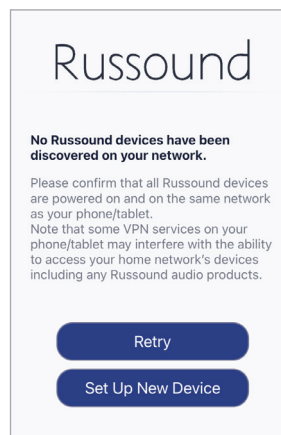 Russound
No Russound devices have been
discovered on your network.
Please confirm that all Russound devices
are powered on and on the same network
as your phone/tablet.
Note that some VPN services on your
phone/tablet may interfere with the ability
to access your home network's devices
including any Russound audio products.
Retry
Set Up New Device